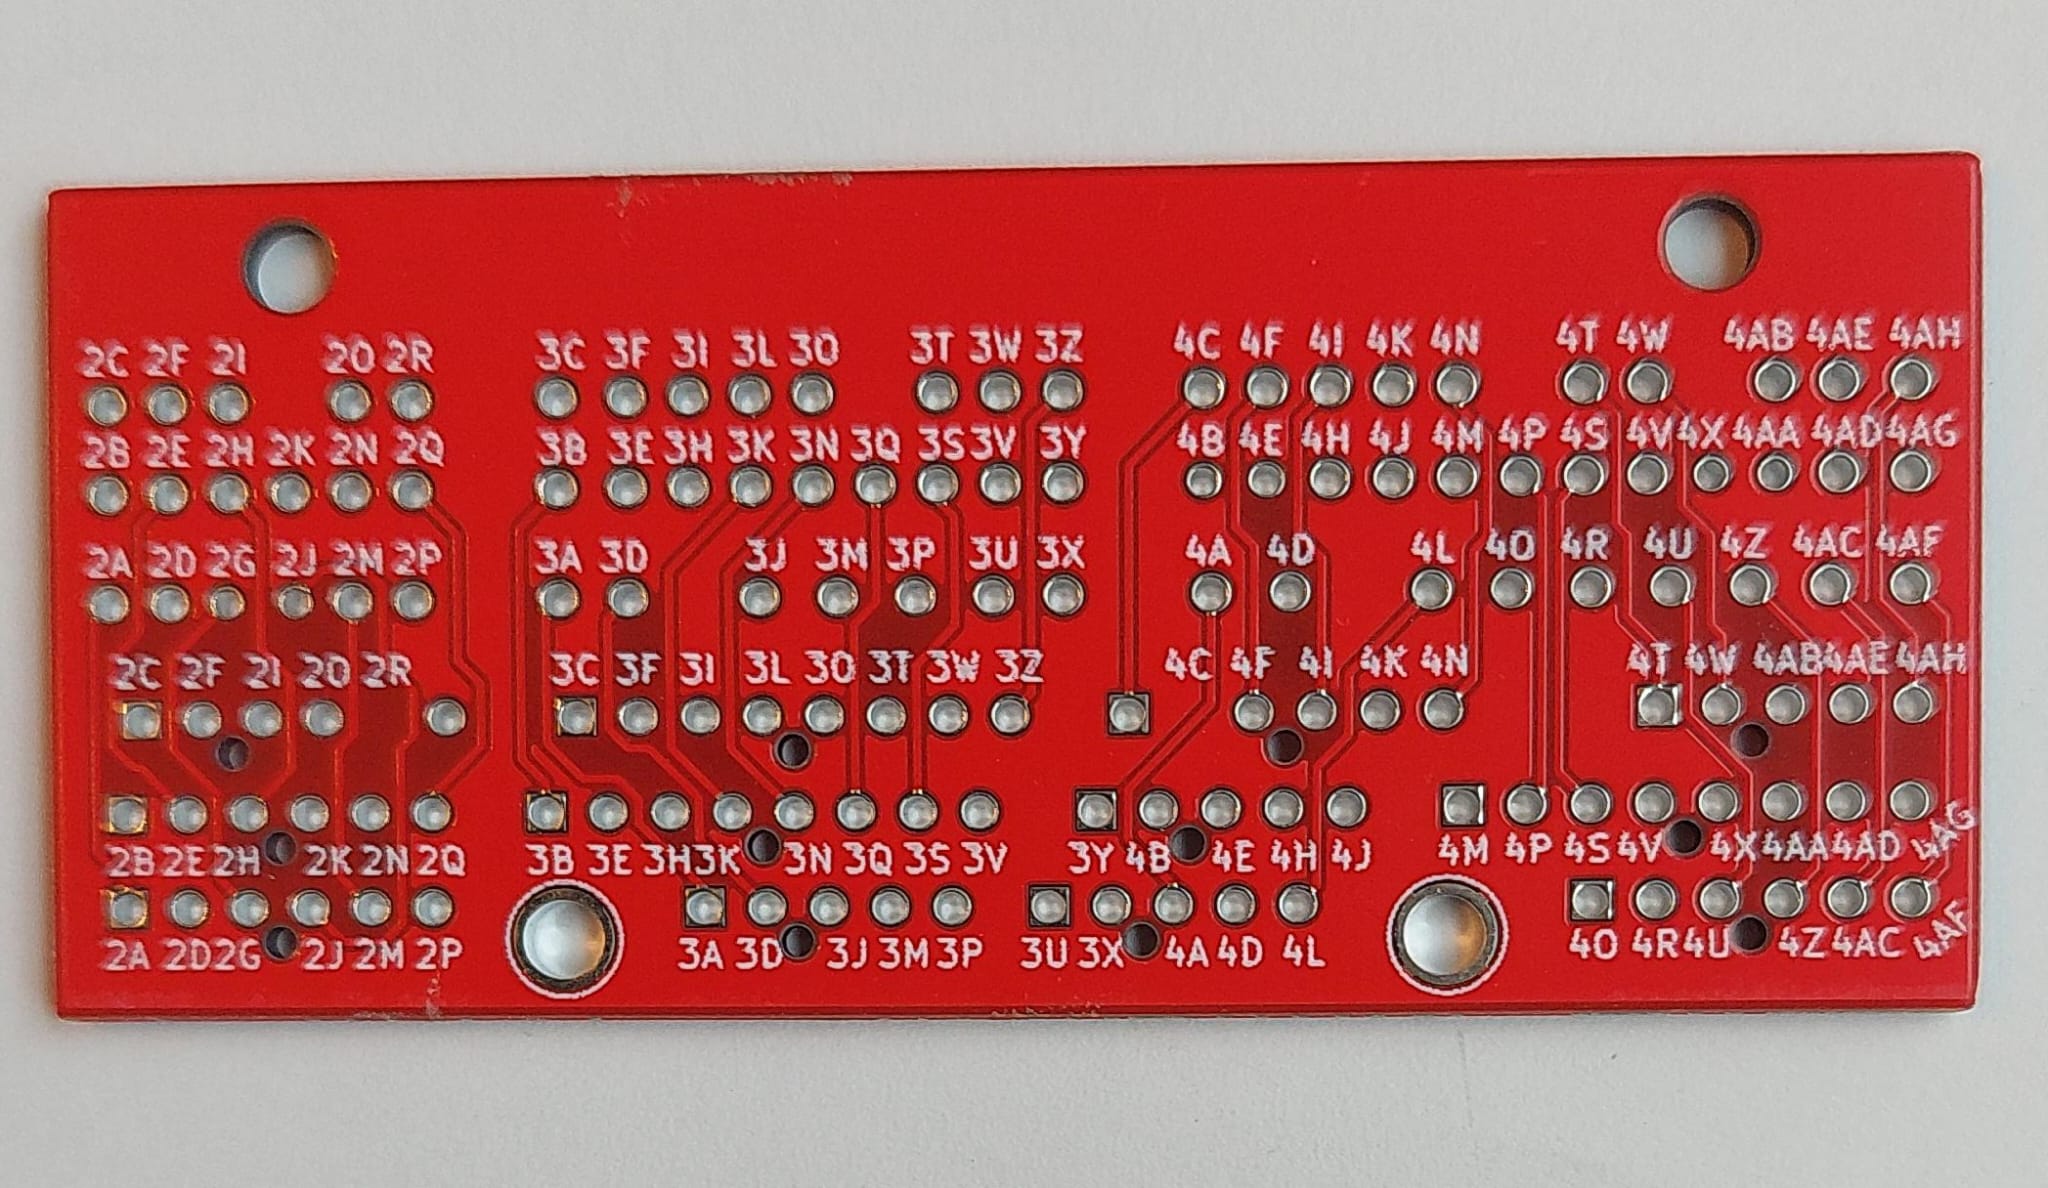 2C 2F 2I 2O 2R 3C 3F 3I 3L 3O 3T 3W 3Z 4C 4F 4I 4K 4N 4T 4W 4AB 4AE 4AH
2B 2E 2H 2K 2N 2Q 3B 3E 3H 3K 3N 3Q 3S 3V 3Y 4B 4E 4H 4J 4M 4P 4S 4V 4X 4AA 4AD 4AG
2A 2D 2G 2J 2M 2P 3A 3D 3J 3M 3P 3U 3X 4A 4D 4L 4O 4R 4U 4Z 4AC 4AF
2C 2F 2I 2O 2R 3C 3F 3I 3L 3O 3T 3W 3Z 4C 4F 4I 4K 4N 4T 4W 4AB 4AE 4AH
2B 2E 2H 2K 2N 2Q 3B 3E 3H 3K 3N 3Q 3S 3V 3Y 4B 4E 4H 4J 4M 4P 4S 4V 4X 4AA 4AD 4AG
2A 2D 2G 2J 2M 2P 3A 3D 3J 3M 3P 3U 3X 4A 4D 4L 4O 4R 4U 4Z 4AC 4AF